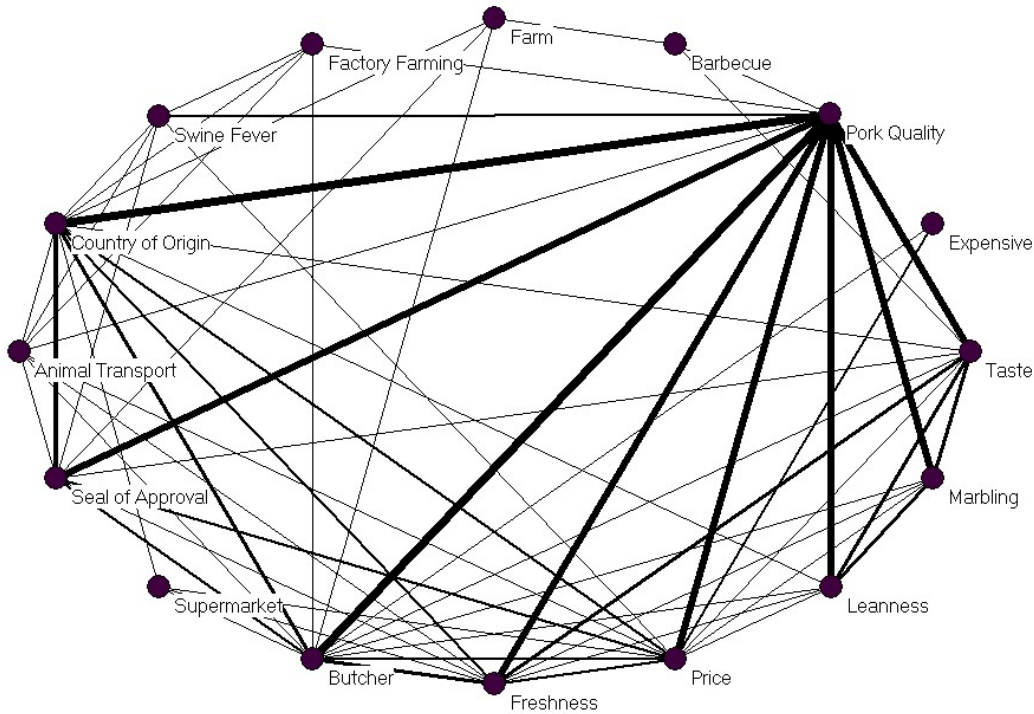 Farm
Factory Farming
Barbecue
Swine Fever
Pork Quality
Country of Origin
Expensive
Animal Transport
Taste
Seal of Approval
Marbling
Supermarket
Leanness
Butcher
Price
Freshness